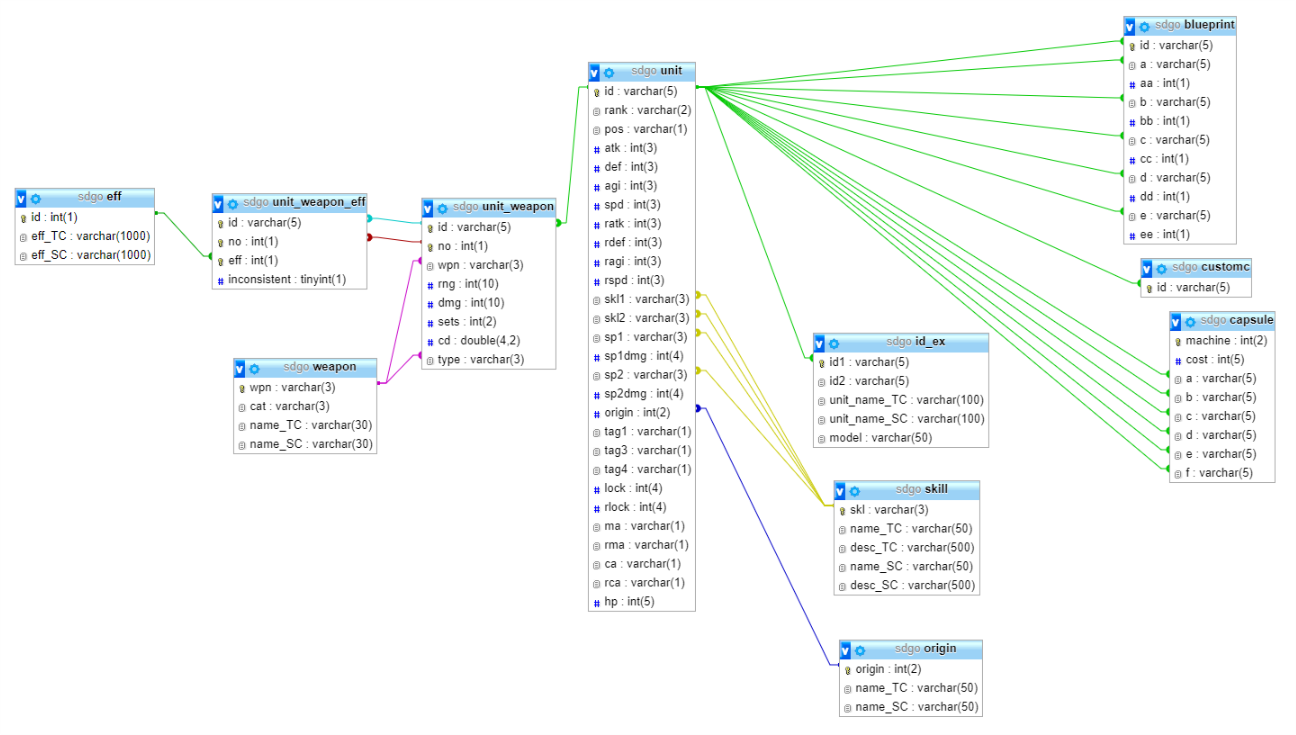 sdgo eff
id : int(1)
eff_TC : varchar(1000)
eff_SC : varchar(1000)
sdgo unit_weapon_eff
id : varchar(5)
no : int(1)
eff : int(1)
inconsistent : tinyint(1)
sdgo weapon
wpn : varchar(3)
cat : varchar(3)
name_TC : varchar(30)
name_SC : varchar(30)
sdgo unit_weapon
id : varchar(5)
no : int(1)
wpn : varchar(3)
rng : int(10)
dmg : int(10)
sets : int(2)
cd : double(4,2)
type : varchar(3)
sdgo unit
id : varchar(5)
rank : varchar(2)
pos : varchar(1)
atk : int(3)
def : int(3)
agi : int(3)
spd : int(3)
ratk : int(3)
rdef : int(3)
ragi : int(3)
rspd : int(3)
skl1 : varchar(3)
skl2 : varchar(3)
sp1 : varchar(3)
sp1dmg : int(4)
sp2 : varchar(3)
sp2dmg : int(4)
origin : int(2)
tag1 : varchar(1)
tag3 : varchar(1)
tag4 : varchar(1)
lock : int(4)
rlock : int(4)
ma : varchar(1)
rma : varchar(1)
ca : varchar(1)
rca : varchar(1)
hp : int(5)
sdgo id_ex
id1 : varchar(5)
id2 : varchar(5)
unit_name_TC : varchar(100)
unit_name_SC : varchar(100)
model : varchar(50)
sdgo skill
skl : varchar(3)
name_TC : varchar(50)
desc_TC : varchar(500)
name_SC : varchar(50)
desc_SC : varchar(500)
sdgo origin
origin : int(2)
name_TC : varchar(50)
name_SC : varchar(50)
sdgo blueprint
id : varchar(5)
a : varchar(5)
aa : int(1)
b : varchar(5)
bb : int(1)
c : varchar(5)
cc : int(1)
d : varchar(5)
dd : int(1)
e : varchar(5)
ee : int(1)
sdgo customc
id : varchar(5)
sdgo capsule
machine : int(2)
cost : int(5)
a : varchar(5)
b : varchar(5)
c : varchar(5)
d : varchar(5)
e : varchar(5)
f : varchar(5)